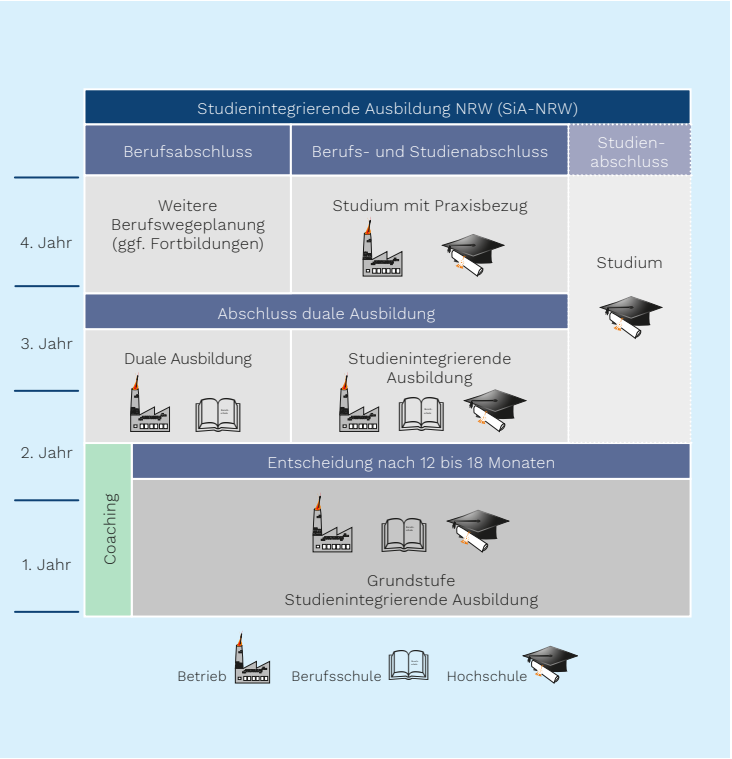 Studienintegrierende Ausbildung NRW (SiA-NRW)
Berufsabschluss
Berufs- und Studienabschluss
Studien-
abschluss
4. Jahr
Weitere
Berufswegeplanung
(ggf. Fortbildungen)
Studium mit Praxisbezug
Studium
Abschluss duale Ausbildung
3. Jahr
Duale Ausbildung
Studienintegrierende
Ausbildung
2. Jahr
Entscheidung nach 12 bis 18 Monaten
Coaching
1. Jahr
Grundstufe
Studienintegrierende Ausbildung
Betrieb
Berufsschule
Hochschule